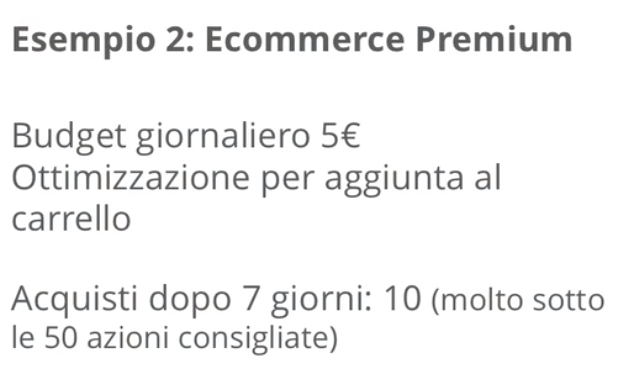 Esempio 2: Ecommerce Premium
Budget giornaliero 5€
Ottimizzazione per aggiunta al
carrello
Acquisti dopo 7 giorni: 10 (molto sotto
le 50 azioni consigliate)